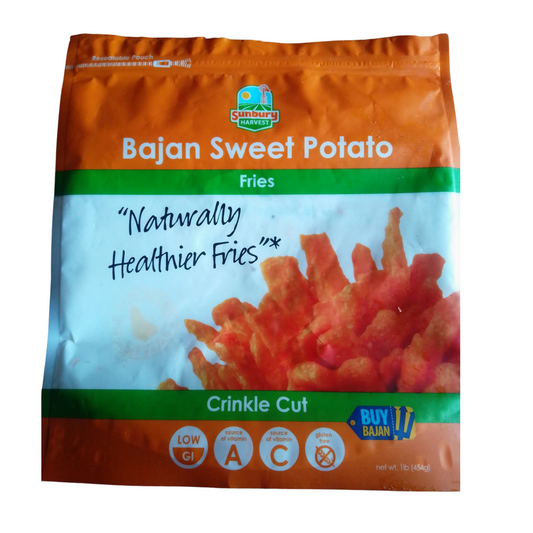 Resealable Pouch
Sunbury
HARVEST
Bajan Sweet Potato
Fries
“Naturally
Healthier Fries”*
Crinkle Cut
BUY
BAJAN
LOW
GI
source
of vitamin
A
source
of vitamin
C
gluten
free
net wt. 1lb (454g)